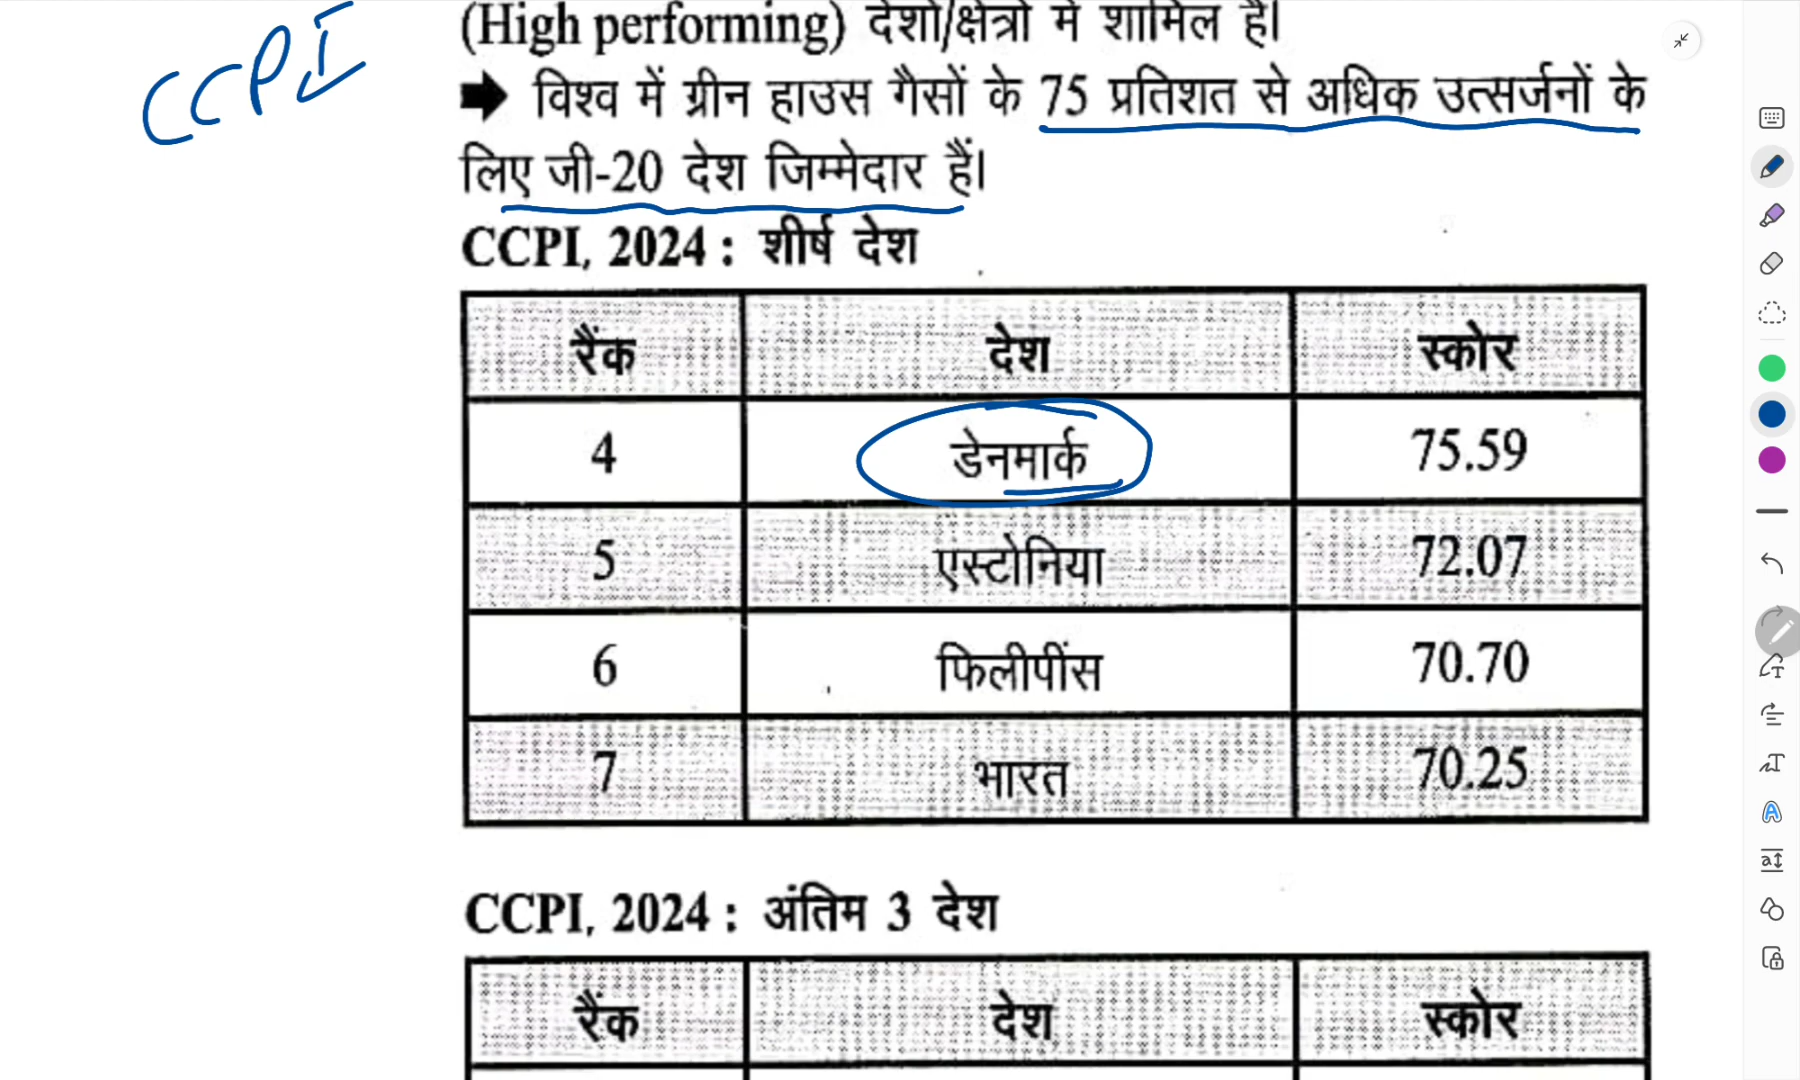 CCPI
(High performing) देशों/क्षेत्रों में शामिल हैं।
➡ विश्व में ग्रीन हाउस गैसों के 75 प्रतिशत से अधिक उत्सर्जनों के
लिए जी-20 देश जिम्मेदार हैं।
CCPI, 2024 : शीर्ष देश
रैंक देश स्कोर
4 डेनमार्क 75.59
5 एस्टोनिया 72.07
6 फिलीपींस 70.70
7 भारत 70.25
CCPI, 2024 : अंतिम 3 देश
रैंक देश स्कोर